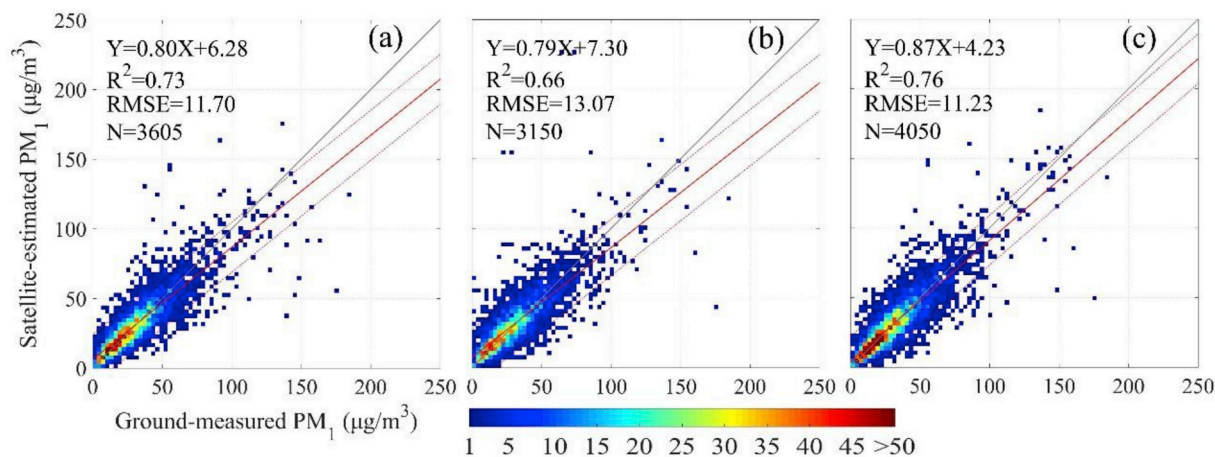 Satellite-estimated PM₁ (μg/m³)
250
200
150
100
50
0
(a)
Y=0.80X+6.28
R²=0.73
RMSE=11.70
N=3605
0 50 100 150 200 250
(b)
Y=0.79X+7.30
R²=0.66
RMSE=13.07
N=3150
0 50 100 150 200 250
(c)
Y=0.87X+4.23
R²=0.76
RMSE=11.23
N=4050
0 50 100 150 200 250
Ground-measured PM₁ (μg/m³)
1 5 10 15 20 25 30 35 40 45 >50